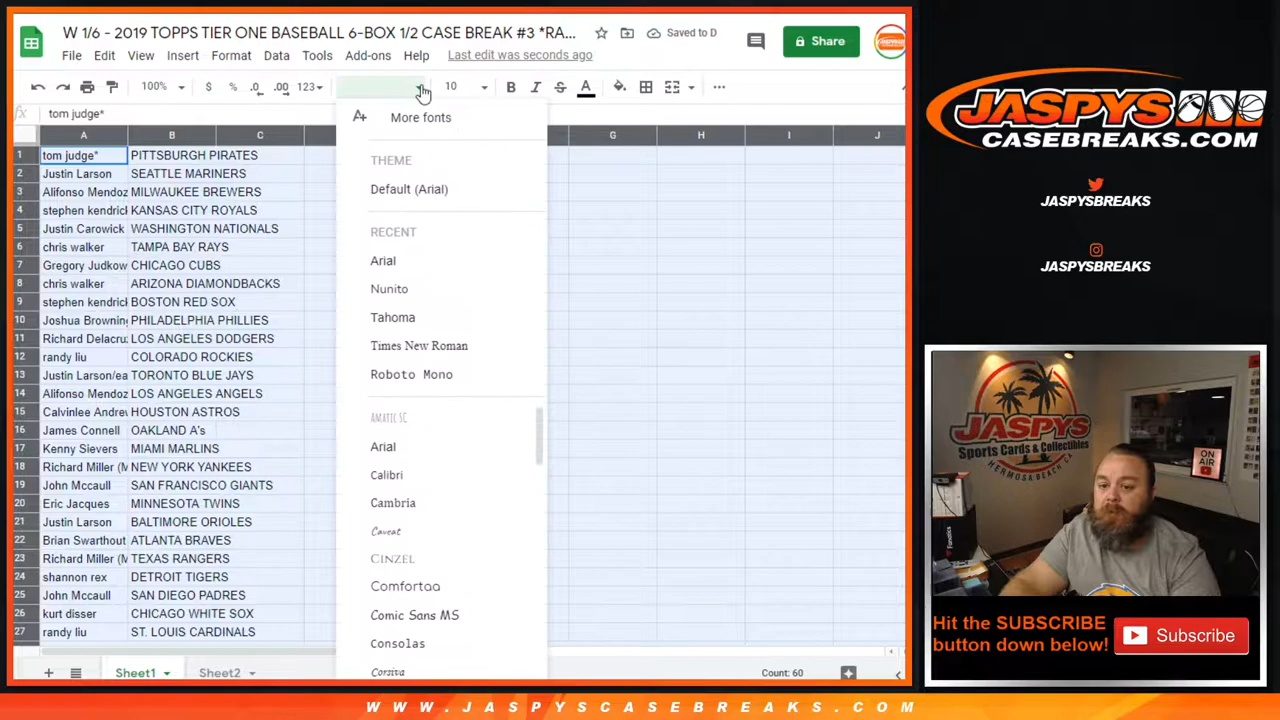 W 1/6 - 2019 TOPPS TIER ONE BASEBALL 6-BOX 1/2 CASE BREAK #3 *RA...
Saved to D
Share
File Edit View Insert Format Data Tools Add-ons Help Last edit was seconds ago
100% $ % .0 .00 123 10 B I S A
fx tom judge*
A B C G H I J
1 tom judge* PITTSBURGH PIRATES
2 Justin Larson SEATTLE MARINERS
3 Alifonso Mendoz MILWAUKEE BREWERS
4 stephen kendrick KANSAS CITY ROYALS
5 Justin Carowick WASHINGTON NATIONALS
6 chris walker TAMPA BAY RAYS
7 Gregory Judkow CHICAGO CUBS
8 chris walker ARIZONA DIAMONDBACKS
9 stephen kendrick BOSTON RED SOX
10 Joshua Browning PHILADELPHIA PHILLIES
11 Richard Delacru LOS ANGELES DODGERS
12 randy liu COLORADO ROCKIES
13 Justin Larson/ea TORONTO BLUE JAYS
14 Alifonso Mendoz LOS ANGELES ANGELS
15 Calvinlee Andrew HOUSTON ASTROS
16 James Connell OAKLAND A's
17 Kenny Sievers MIAMI MARLINS
18 Richard Miller (M NEW YORK YANKEES
19 John Mccaull SAN FRANCISCO GIANTS
20 Eric Jacques MINNESOTA TWINS
21 Justin Larson BALTIMORE ORIOLES
22 Brian Swarthout ATLANTA BRAVES
23 Richard Miller (M TEXAS RANGERS
24 shannon rex DETROIT TIGERS
25 John Mccaull SAN DIEGO PADRES
26 kurt disser CHICAGO WHITE SOX
27 randy liu ST. LOUIS CARDINALS
More fonts
THEME
Default (Arial)
RECENT
Arial
Nunito
Tahoma
Times New Roman
Roboto Mono
AMATIC SC
Arial
Calibri
Cambria
Caveat
CINZEL
Comfortaa
Comic Sans MS
Consolas
Corsiva
Sheet1 Sheet2 Count: 60
JASPYS
CASEBREAKS.COM
JASPYSBREAKS
JASPYSBREAKS
JASPYS
Sports Cards & Collectibles
HERMOSA BEACH CA
ON AIR
Fanatics
Hit the SUBSCRIBE
button down below!
Subscribe
WWW.JASPYSCASEBREAKS.COM